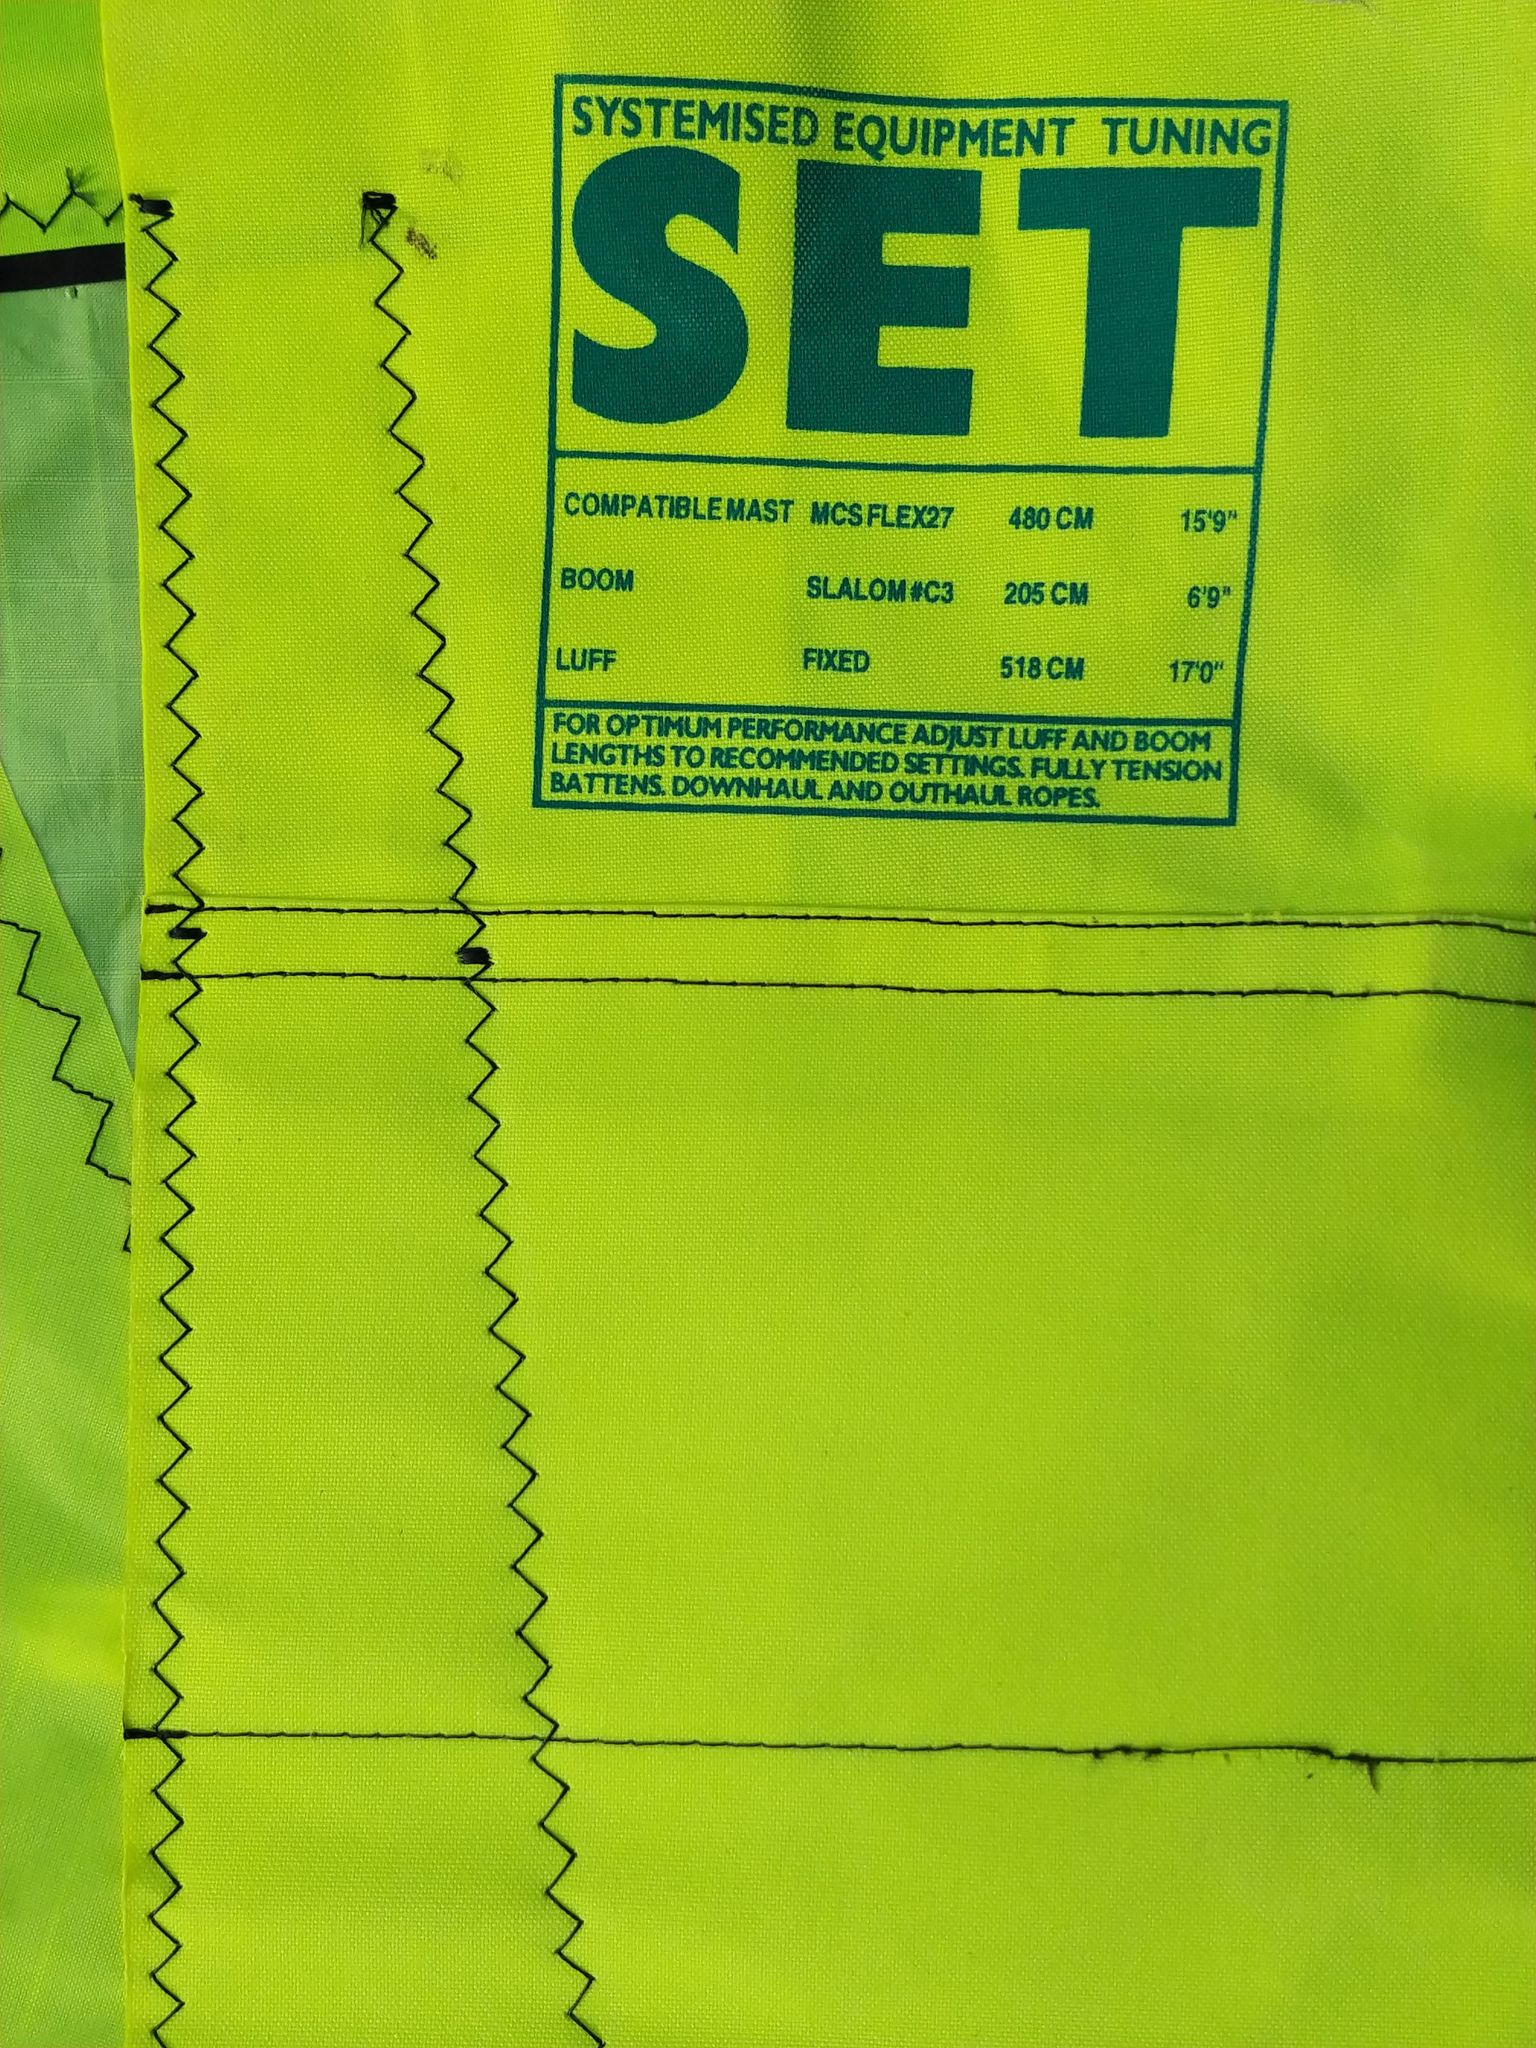 SYSTEMISED EQUIPMENT TUNING
SET
COMPATIBLE MAST MCS FLEX27 480 CM 15'9"
BOOM SLALOM #C3 205 CM 6'9"
LUFF FIXED 518 CM 17'0"
FOR OPTIMUM PERFORMANCE ADJUST LUFF AND BOOM
LENGTHS TO RECOMMENDED SETTINGS. FULLY TENSION
BATTENS. DOWNHAUL AND OUTHAUL ROPES.